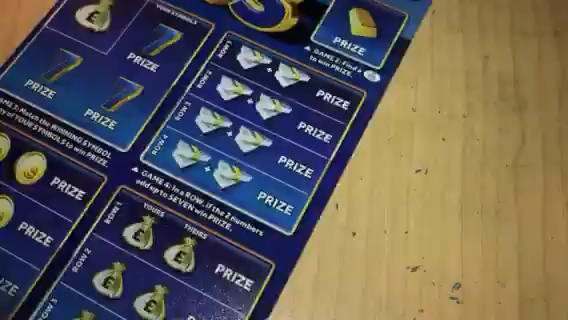 YOUR SYMBOLS
PRIZE
PRIZE
PRIZE
GAME 3: Match the WINNING SYMBOL
any of YOUR SYMBOLS to win PRIZE.
PRIZE
GAME 2: Find a
to win PRIZE.
ROW 1
+
PRIZE
ROW 2
+
PRIZE
ROW 3
+
PRIZE
ROW 4
+
PRIZE
GAME 4: In a ROW, if the 2 numbers
add up to SEVEN win PRIZE.
PRIZE
PRIZE
PRIZE
YOURS
THEIRS
ROW 1
£
£
PRIZE
ROW 2
£
£
PRIZE
ROW 3